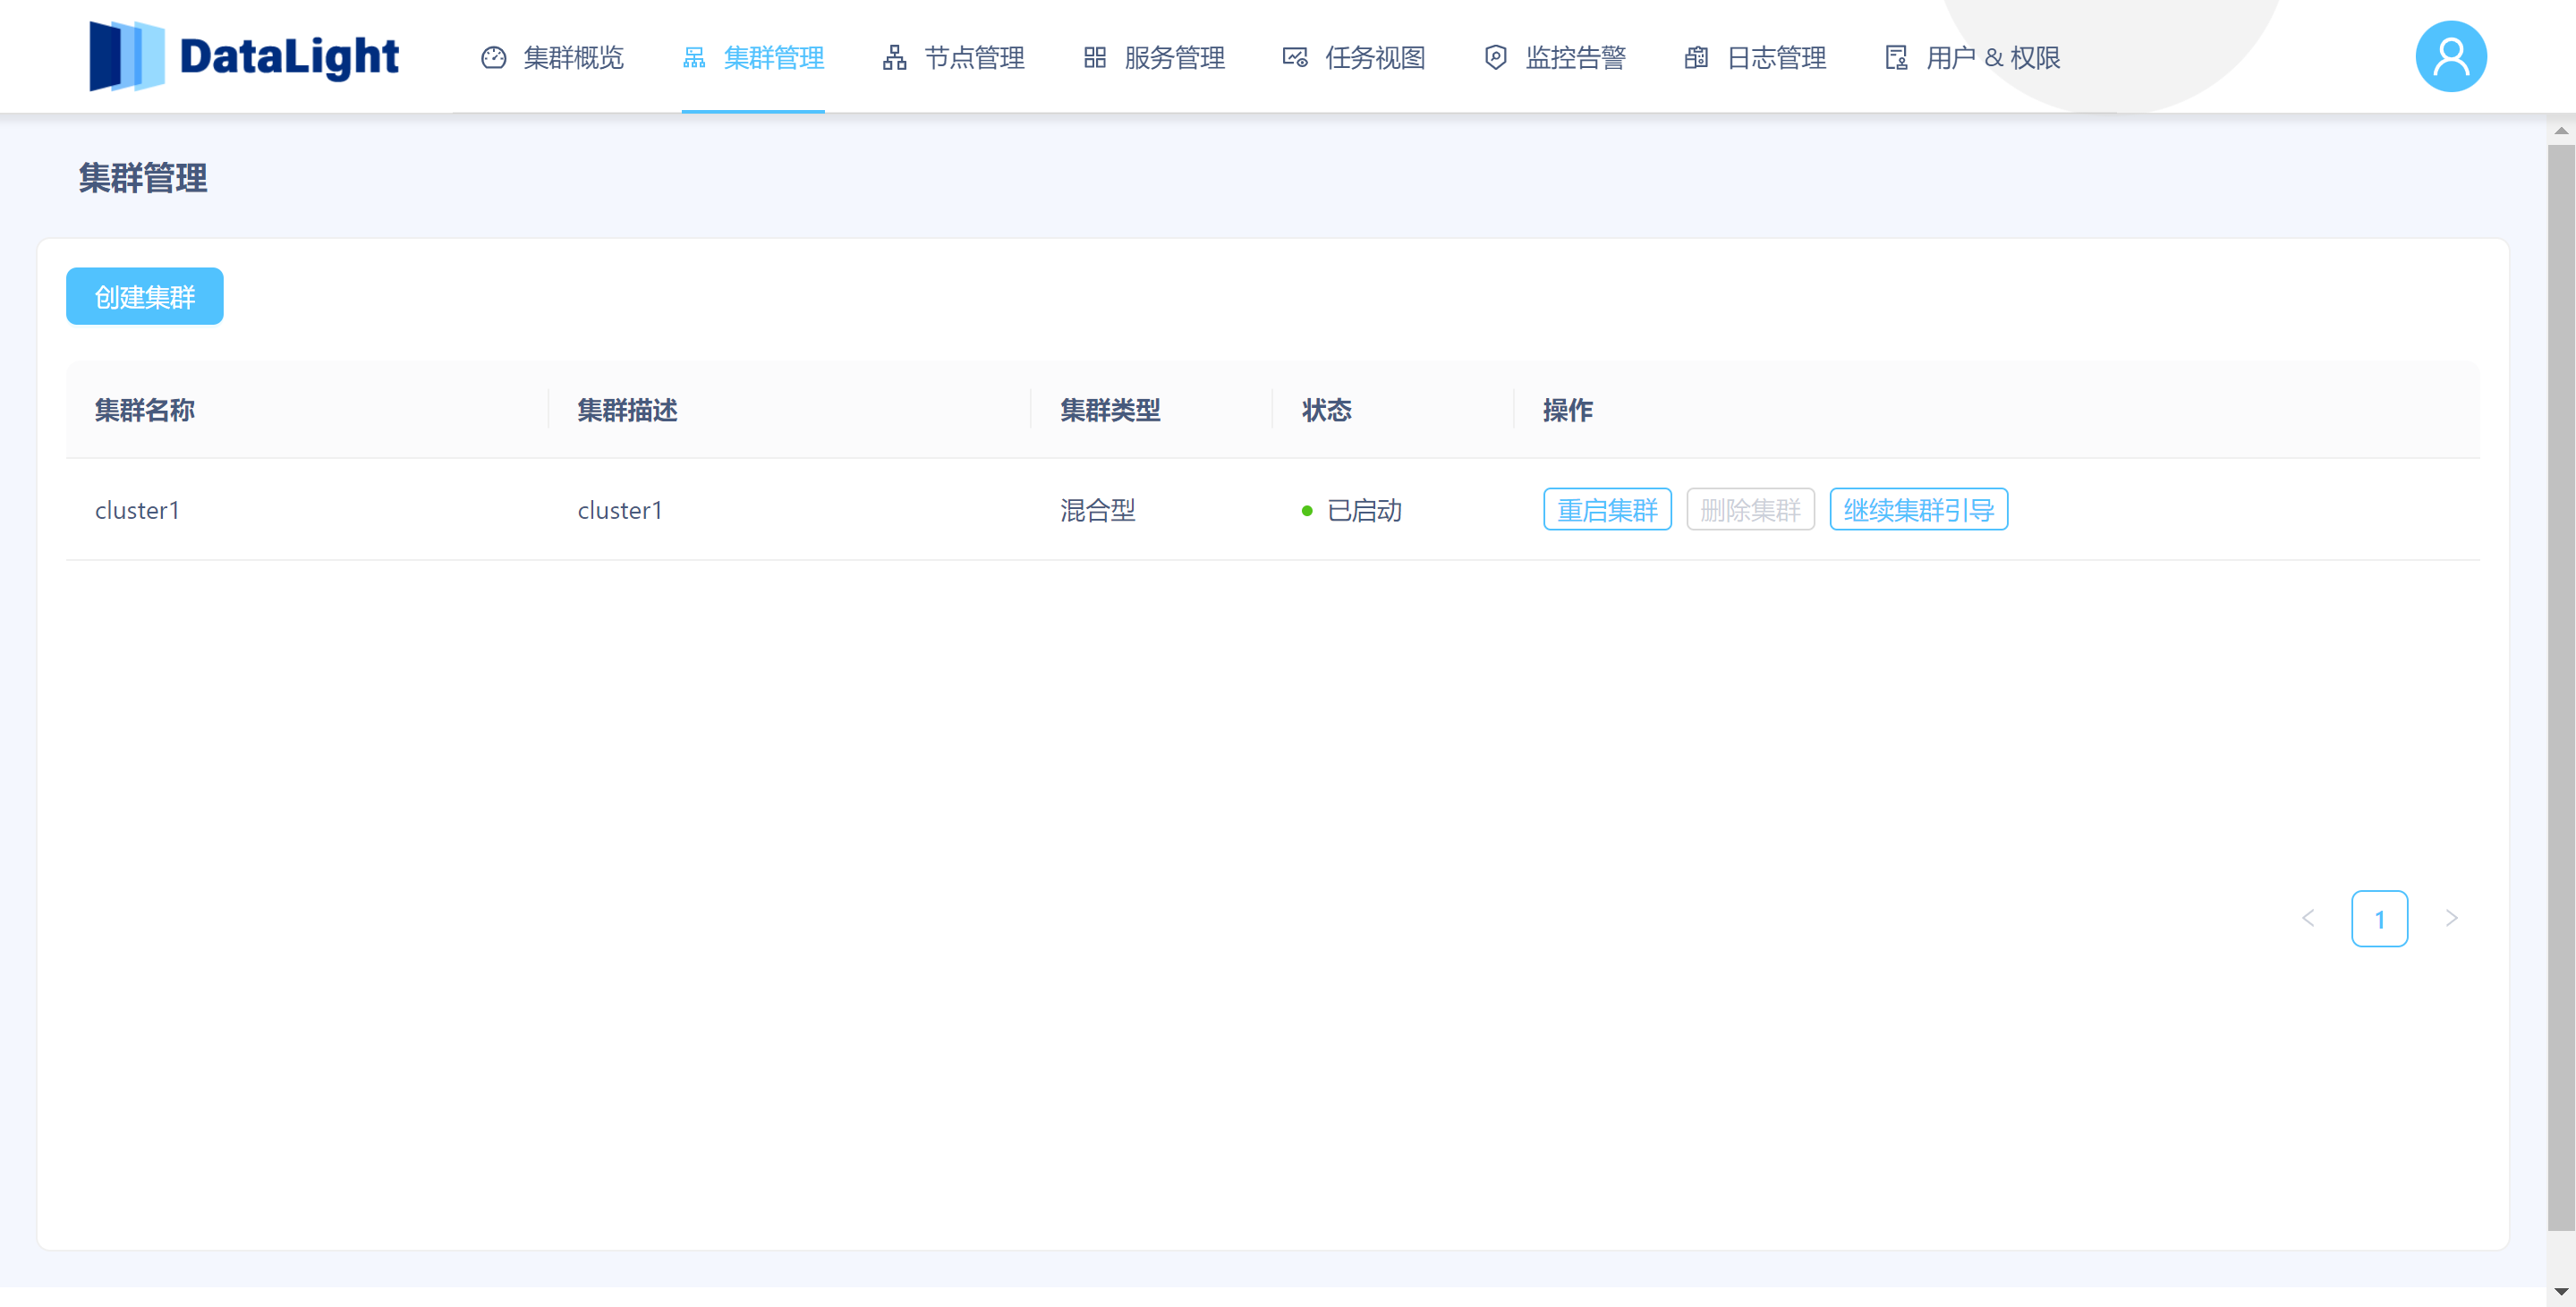 DataLight 集群概览 集群管理 节点管理 服务管理 任务视图 监控告警 日志管理 用户 & 权限
集群管理
创建集群
集群名称 集群描述 集群类型 状态 操作
cluster1 cluster1 混合型 已启动 重启集群 删除集群 继续集群引导
1